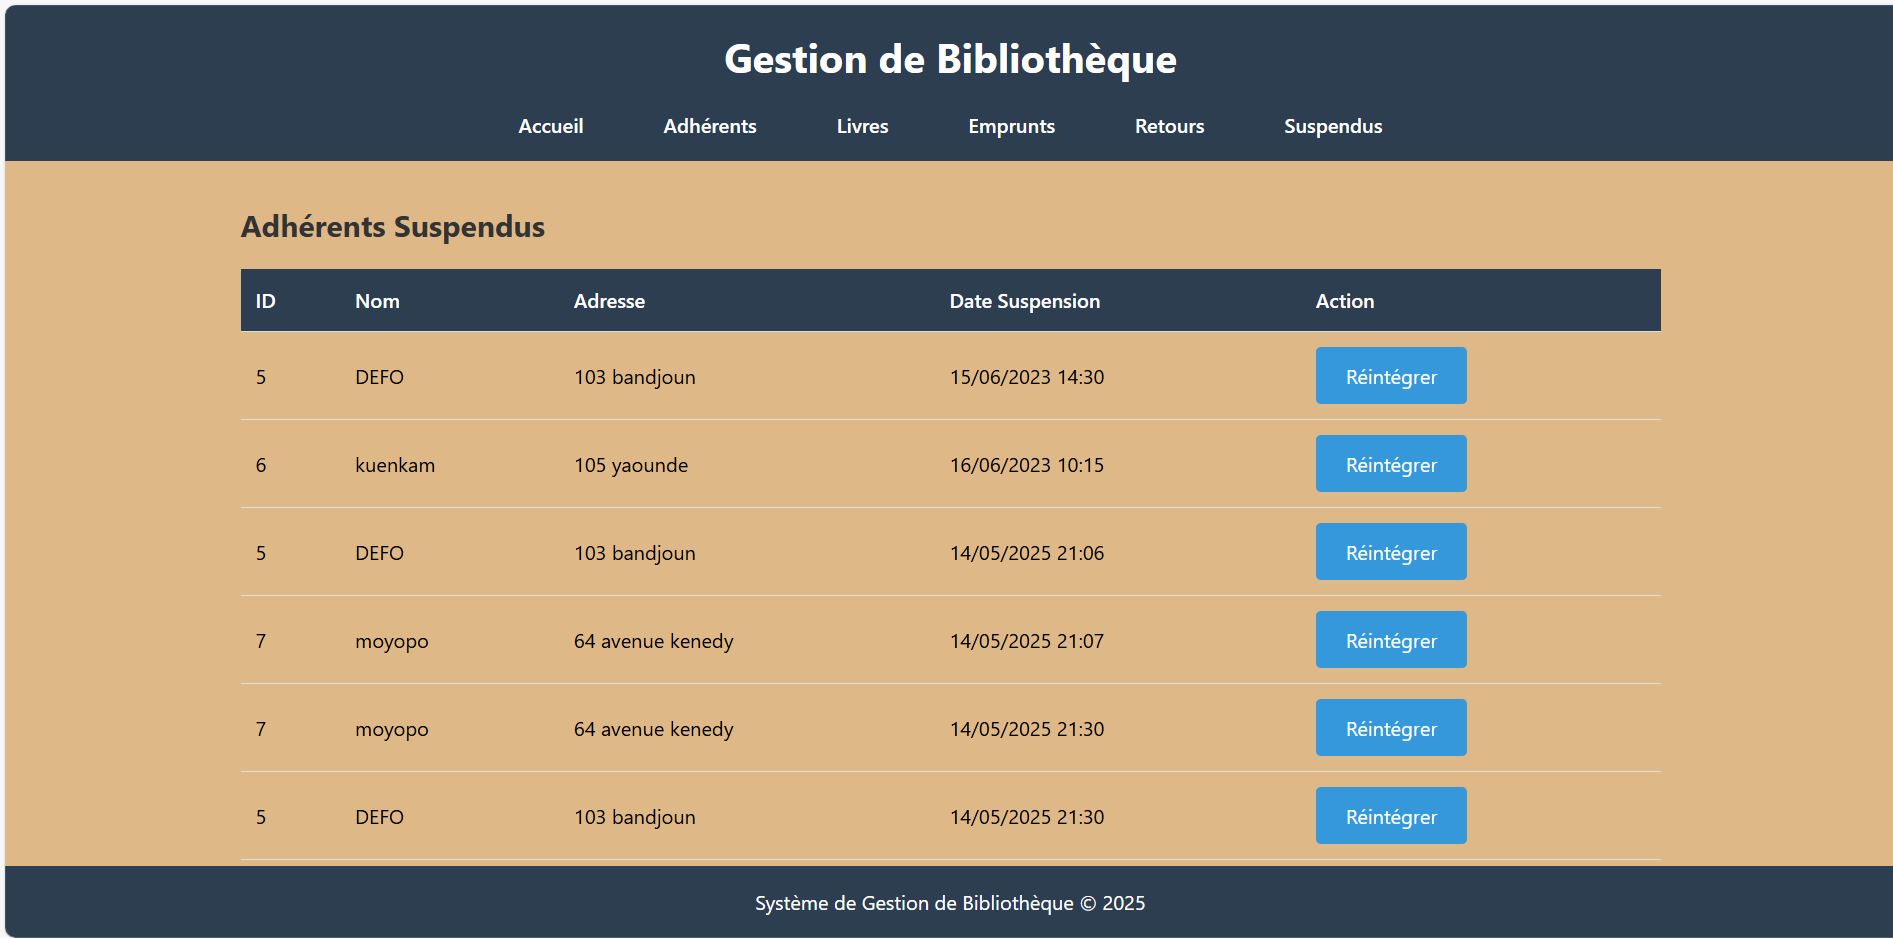 Gestion de Bibliothèque
Accueil Adhérents Livres Emprunts Retours Suspendus
Adhérents Suspendus
ID Nom Adresse Date Suspension Action
5 DEFO 103 bandjoun 15/06/2023 14:30 Réintégrer
6 kuenkam 105 yaounde 16/06/2023 10:15 Réintégrer
5 DEFO 103 bandjoun 14/05/2025 21:06 Réintégrer
7 moyopo 64 avenue kenedy 14/05/2025 21:07 Réintégrer
7 moyopo 64 avenue kenedy 14/05/2025 21:30 Réintégrer
5 DEFO 103 bandjoun 14/05/2025 21:30 Réintégrer
Système de Gestion de Bibliothèque © 2025